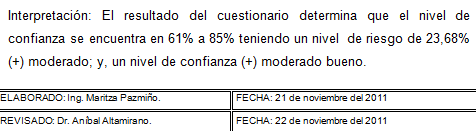 Interpretación: El resultado del cuestionario determina que el nivel de
confianza se encuentra en 61% a 85% teniendo un nivel de riesgo de 23,68%
(+) moderado; y, un nivel de confianza (+) moderado bueno.
ELABORADO: Ing. Maritza Pazmiño. FECHA: 21 de noviembre del 2011
REVISADO: Dr. Aníbal Altamirano. FECHA: 22 de noviembre del 2011